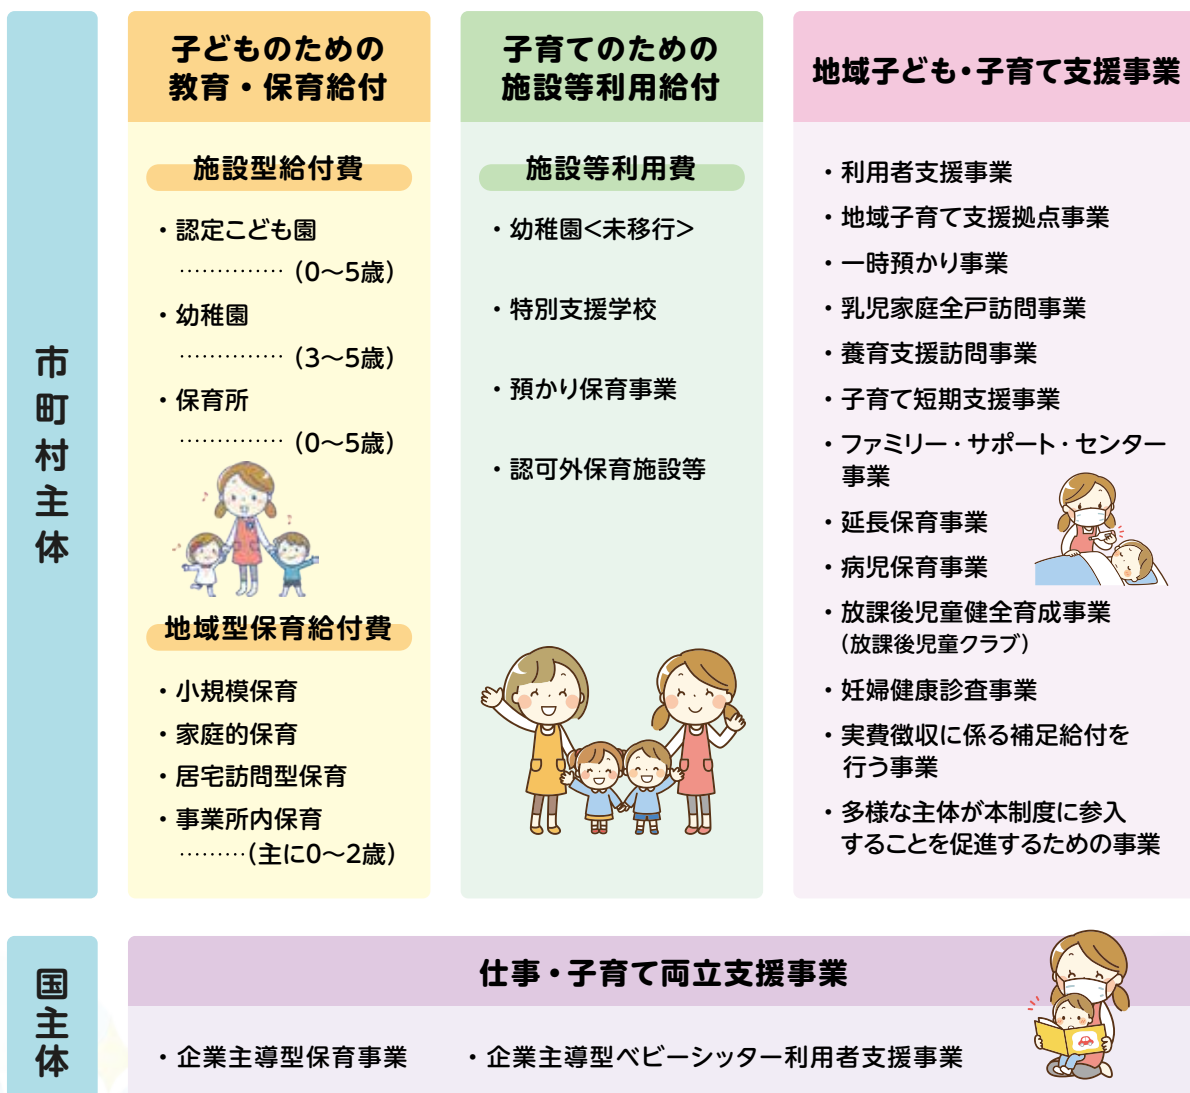 市町村主体
子どものための
教育・保育給付
施設型給付費
・認定こども園
…………… (0〜5歳)
・幼稚園
…………… (3〜5歳)
・保育所
…………… (0〜5歳)
地域型保育給付費
・小規模保育
・家庭的保育
・居宅訪問型保育
・事業所内保育
………(主に0〜2歳)
子育てのための
施設等利用給付
施設等利用費
・幼稚園<未移行>
・特別支援学校
・預かり保育事業
・認可外保育施設等
地域子ども・子育て支援事業
・利用者支援事業
・地域子育て支援拠点事業
・一時預かり事業
・乳児家庭全戸訪問事業
・養育支援訪問事業
・子育て短期支援事業
・ファミリー・サポート・センター
事業
・延長保育事業
・病児保育事業
・放課後児童健全育成事業
(放課後児童クラブ)
・妊婦健康診査事業
・実費徴収に係る補足給付を
行う事業
・多様な主体が本制度に参入
することを促進するための事業
国主体
仕事・子育て両立支援事業
・企業主導型保育事業
・企業主導型ベビーシッター利用者支援事業